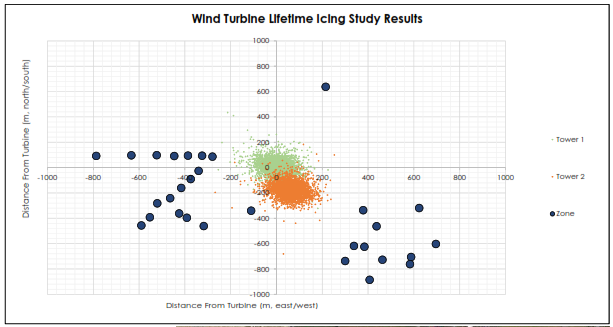 Wind Turbine Lifetime Icing Study Results
1000
800
600
400
200
0
-1000 -800 -600 -400 -200 0 200 400 600 800 1000
-200
-400
-600
-800
-1000
Distance From Turbine (m, north/south)
Distance From Turbine (m, east/west)
Tower 1
Tower 2
Zone